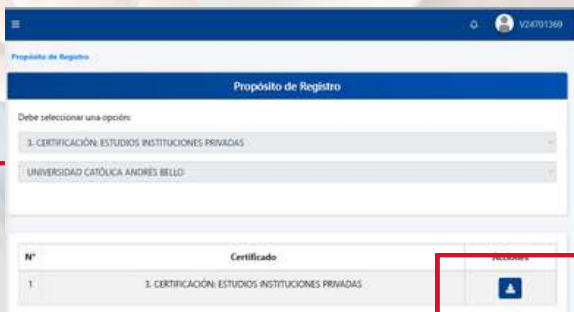 V24701369
Propósito de Registro
Propósito de Registro
Debe seleccionar una opción:
3. CERTIFICACIÓN: ESTUDIOS INSTITUCIONES PRIVADAS
UNIVERSIDAD CATÓLICA ANDRÉS BELLO
N° Certificado Acciones
1 3. CERTIFICACIÓN: ESTUDIOS INSTITUCIONES PRIVADAS